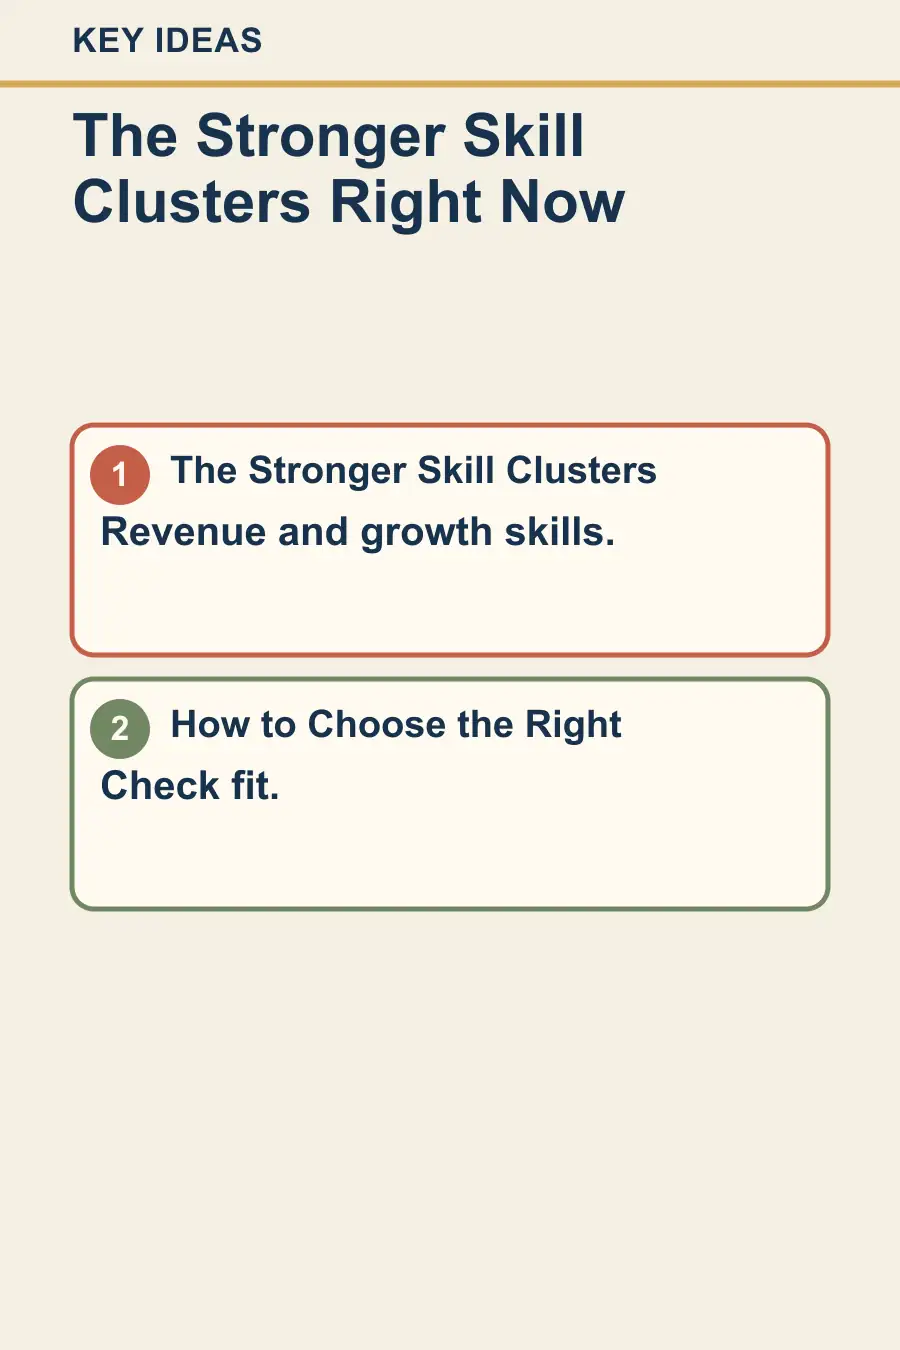 KEY IDEAS
The Stronger Skill
Clusters Right Now
1 The Stronger Skill Clusters
Revenue and growth skills.
2 How to Choose the Right
Check fit.